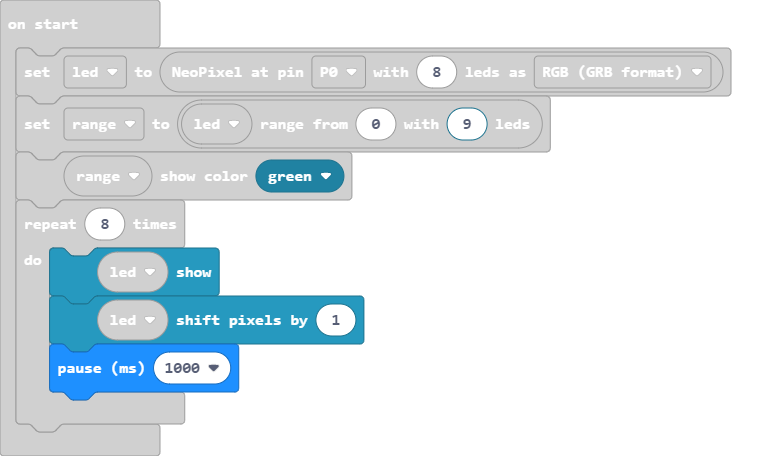 on start
set led to NeoPixel at pin P0 with 8 leds as RGB (GRB format)
set range to led range from 0 with 9 leds
range show color green
repeat 8 times
do
led show
led shift pixels by 1
pause (ms) 1000